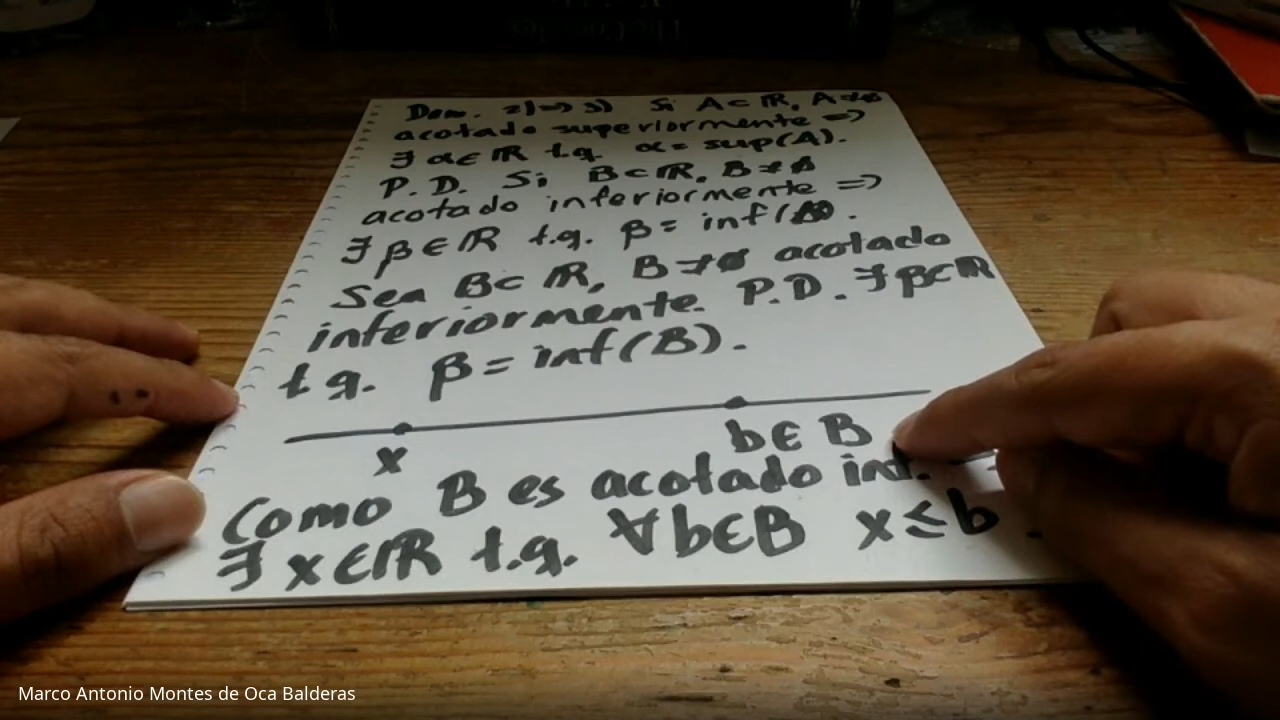 Dem. 2) => 3) Si A ⊂ ℝ, A ≠ ∅
acotado superiormente =>
∃ α ∈ ℝ t.q. α = sup(A).
P.D. Si B ⊂ ℝ, B ≠ ∅
acotado inferiormente =>
∃ β ∈ ℝ t.q. β = inf( ).
Sea B ⊂ ℝ, B ≠ ∅ acotado
inferiormente. P.D. ∃ β ∈ ℝ
t.q. β = inf(B).
x b ∈ B
Como B es acotado inf.
∃ x ∈ ℝ t.q. ∀ b ∈ B x ≤ b
Marco Antonio Montes de Oca Balderas